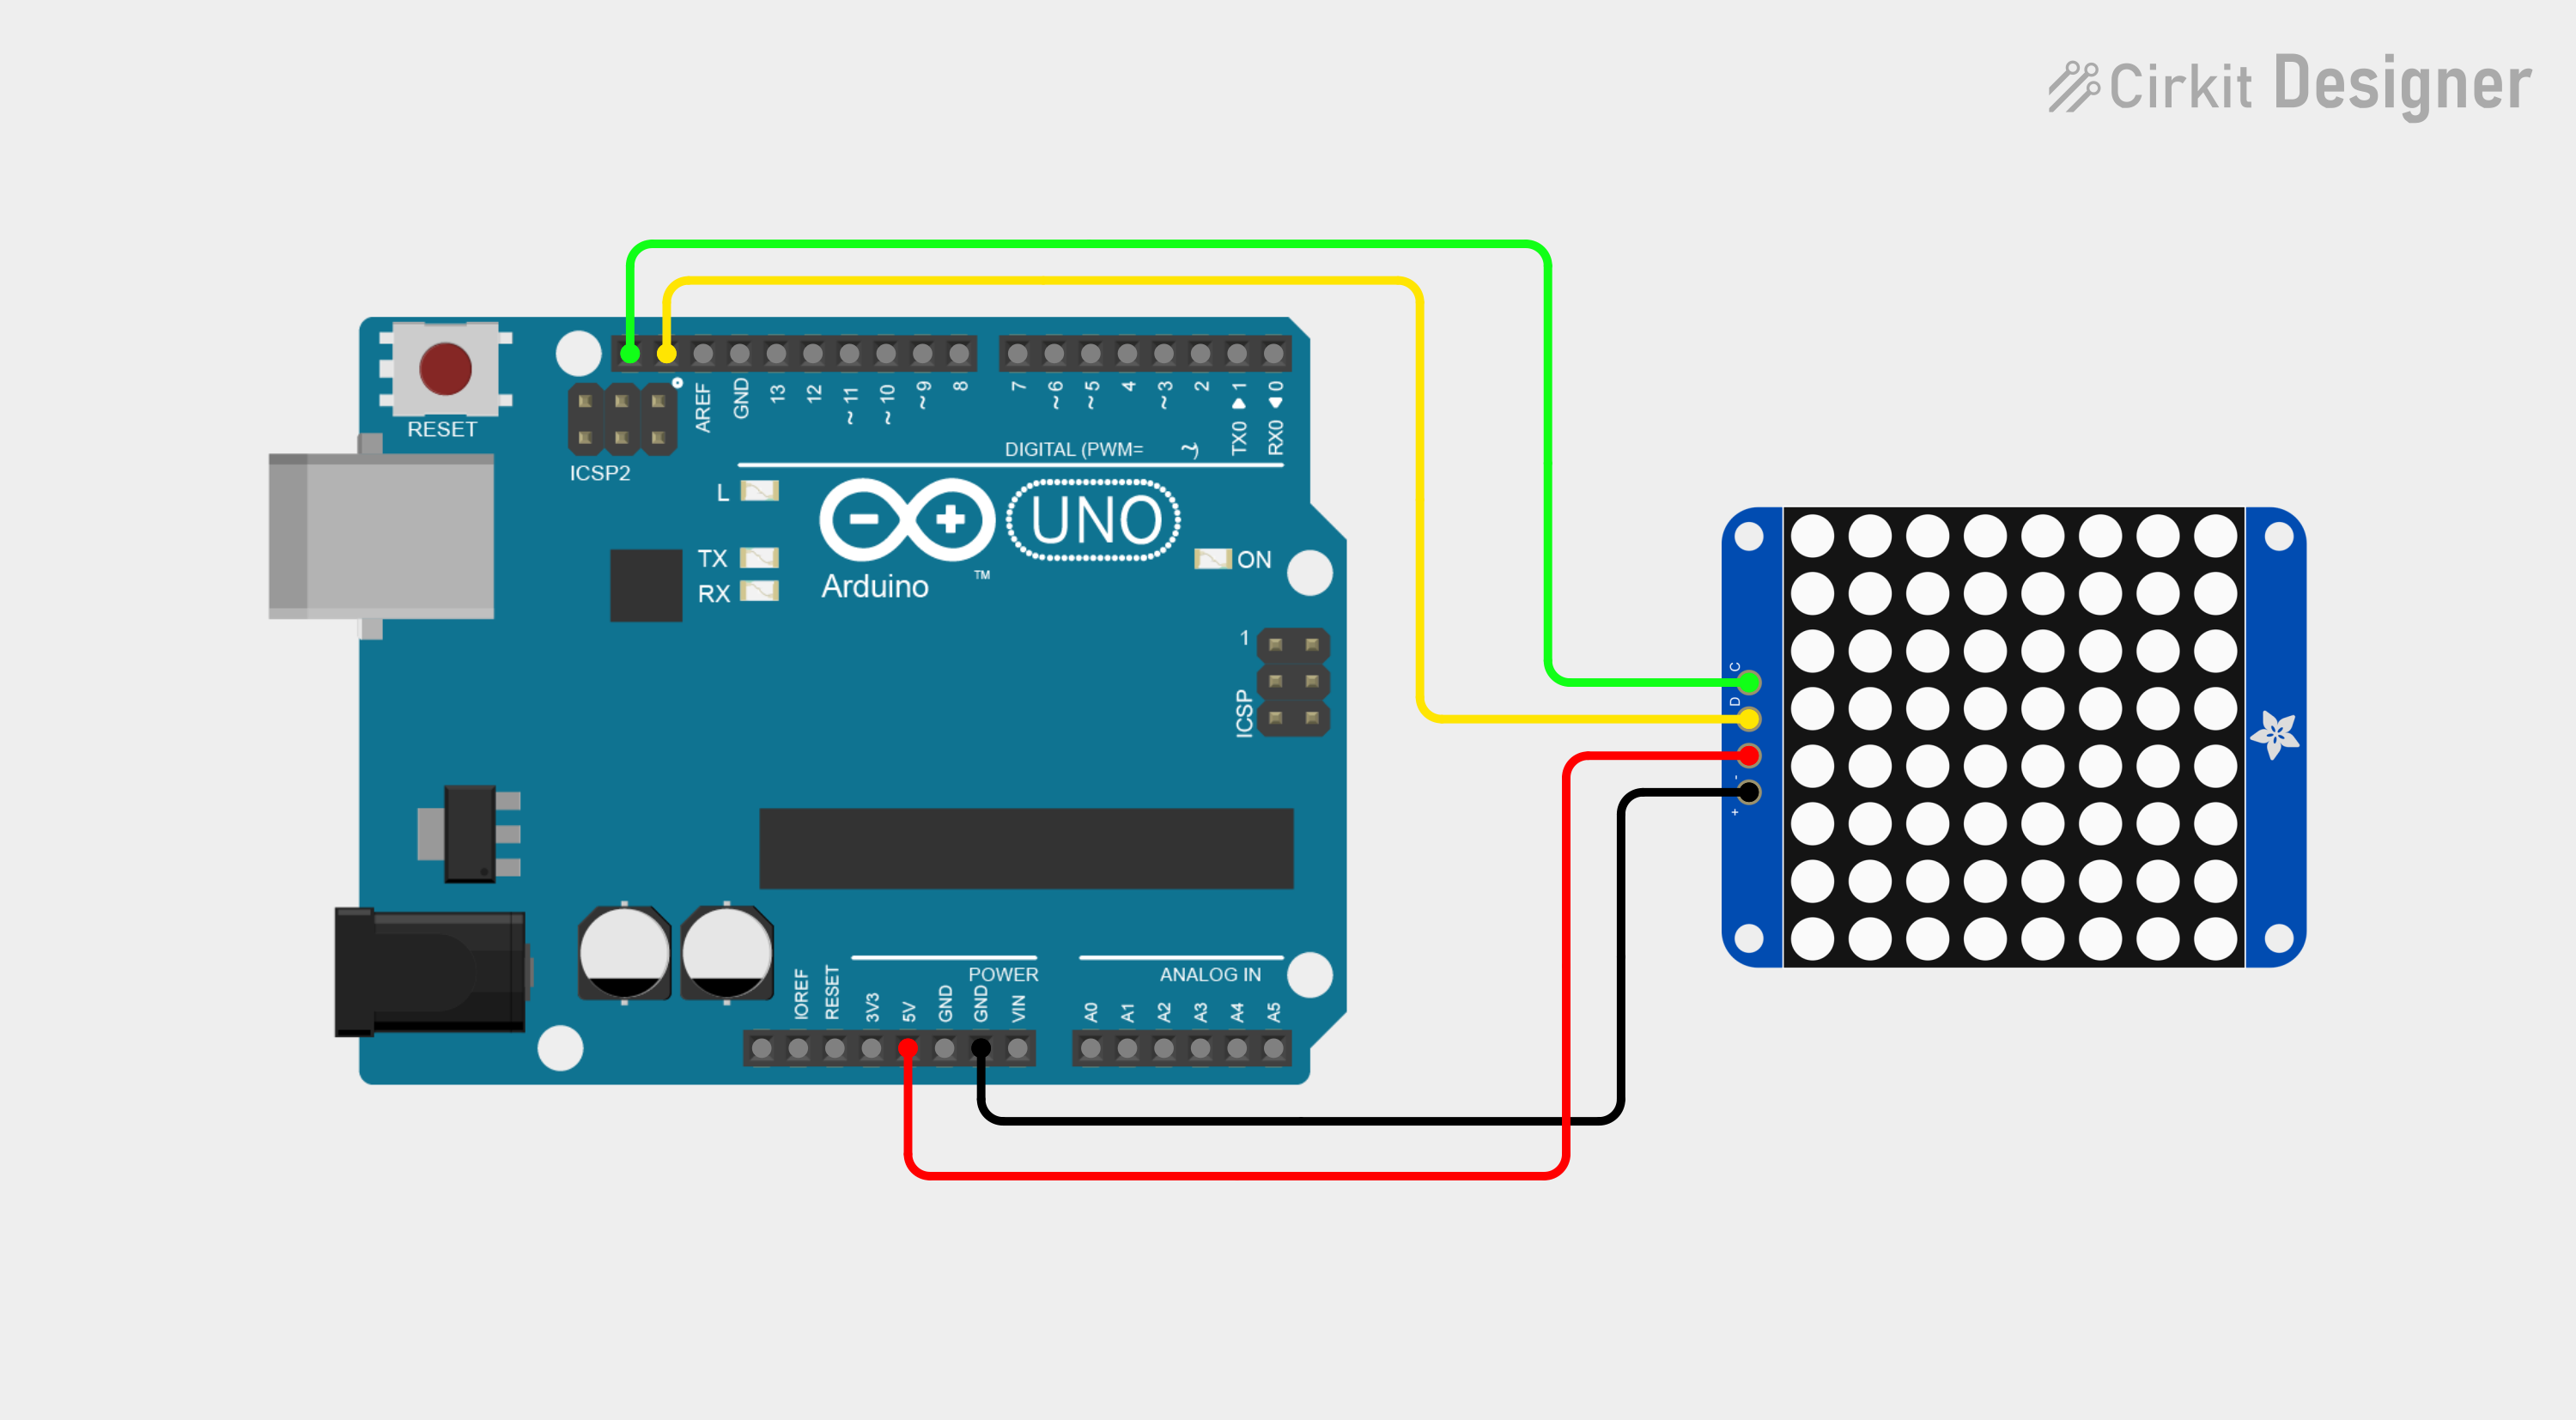 Cirkit Designer
RESET
ICSP2
AREF
GND
13
12
~ 11
~ 10
~ 9
8
7
~ 6
~ 5
4
~ 3
2
TX0 ▶ 1
RX0 ◀ 0
DIGITAL (PWM= ~)
L
TX
RX
UNO
Arduino
TM
ON
1
ICSP
C
D
-
+
IOREF
RESET
3V3
5V
GND
GND
VIN
POWER
ANALOG IN
A0
A1
A2
A3
A4
A5